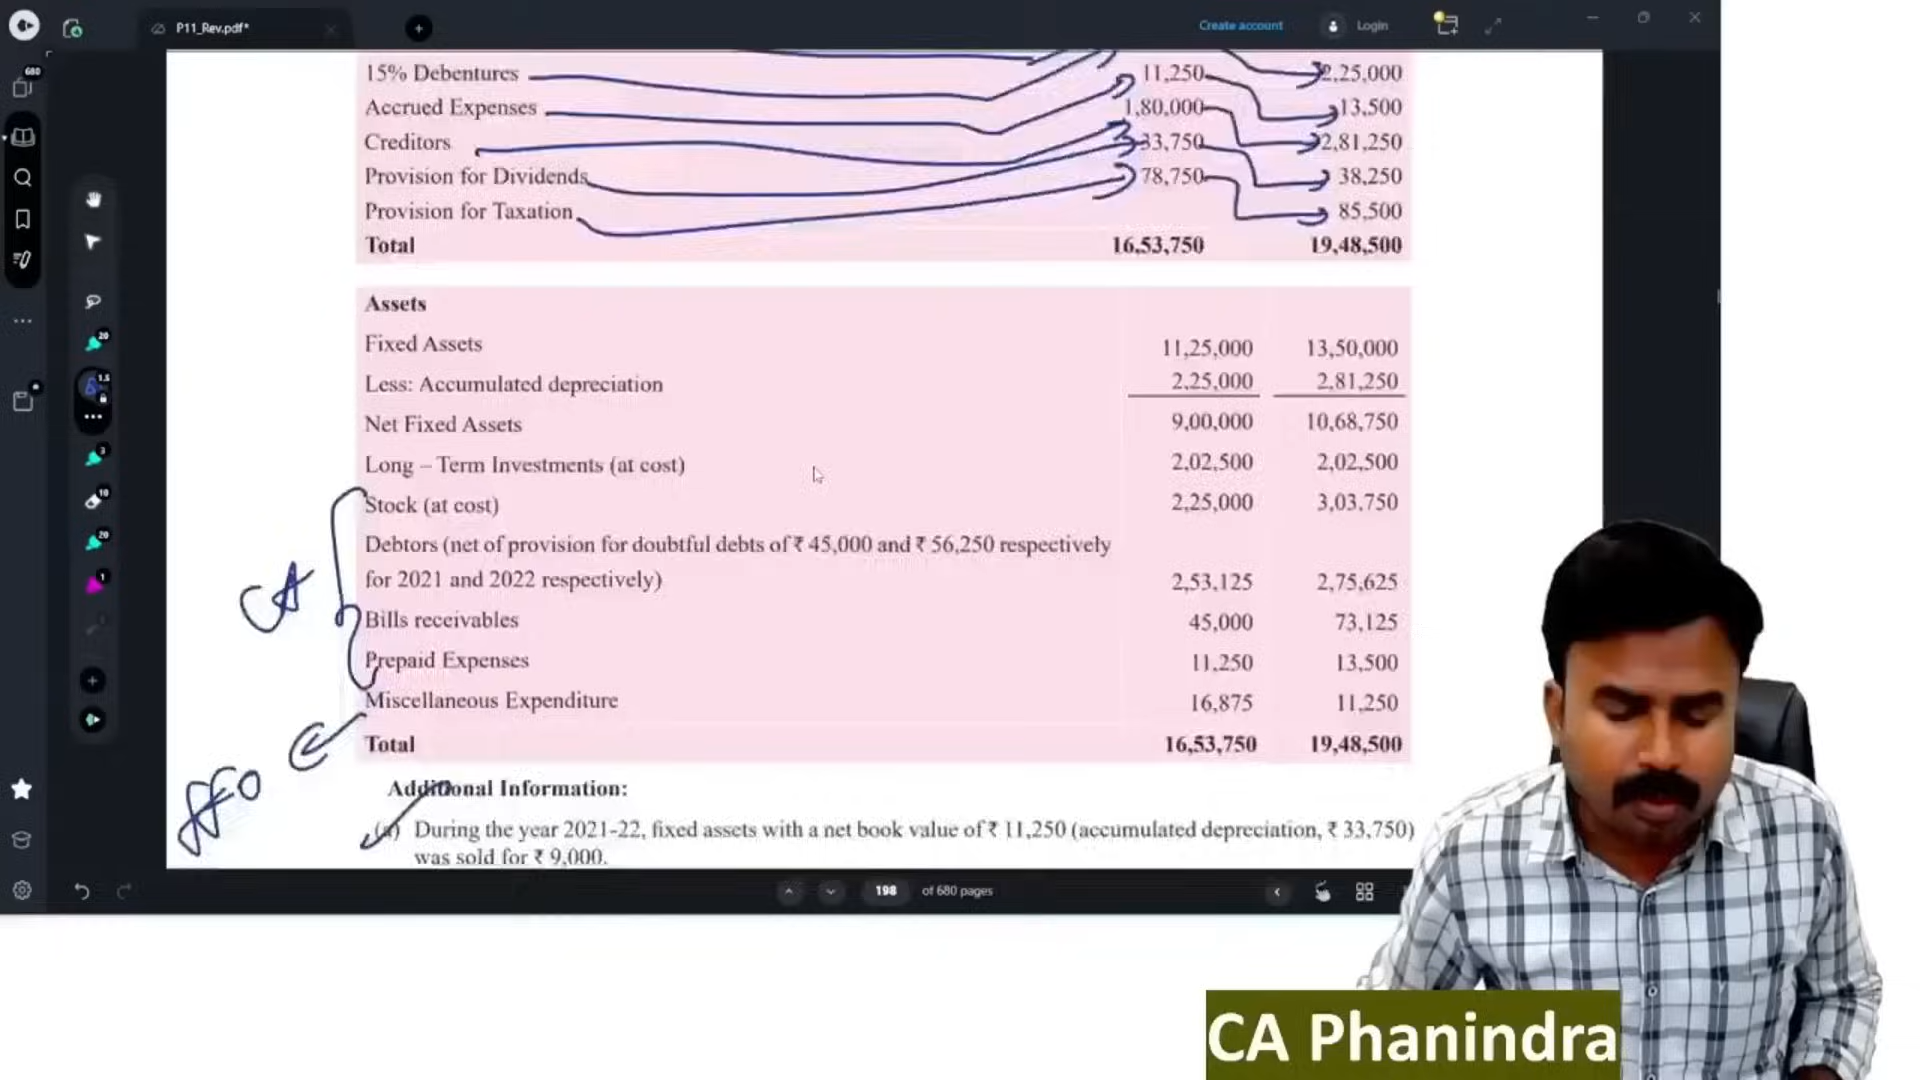 P11_Rev.pdf*
Create account
Login
680
15% Debentures 11,250 2,25,000
Accrued Expenses 1,80,000 13,500
Creditors 33,750 2,81,250
Provision for Dividends 78,750 38,250
Provision for Taxation 85,500
Total 16,53,750 19,48,500
Assets
Fixed Assets 11,25,000 13,50,000
Less: Accumulated depreciation 2,25,000 2,81,250
Net Fixed Assets 9,00,000 10,68,750
Long – Term Investments (at cost) 2,02,500 2,02,500
Stock (at cost) 2,25,000 3,03,750
Debtors (net of provision for doubtful debts of ₹ 45,000 and ₹ 56,250 respectively
for 2021 and 2022 respectively) 2,53,125 2,75,625
CA
Bills receivables 45,000 73,125
Prepaid Expenses 11,250 13,500
Miscellaneous Expenditure 16,875 11,250
Total 16,53,750 19,48,500
Additional Information:
(a) During the year 2021-22, fixed assets with a net book value of ₹ 11,250 (accumulated depreciation, ₹ 33,750)
was sold for ₹ 9,000.
198 of 680 pages
20
1.5
3
10
20
1
CA Phanindra